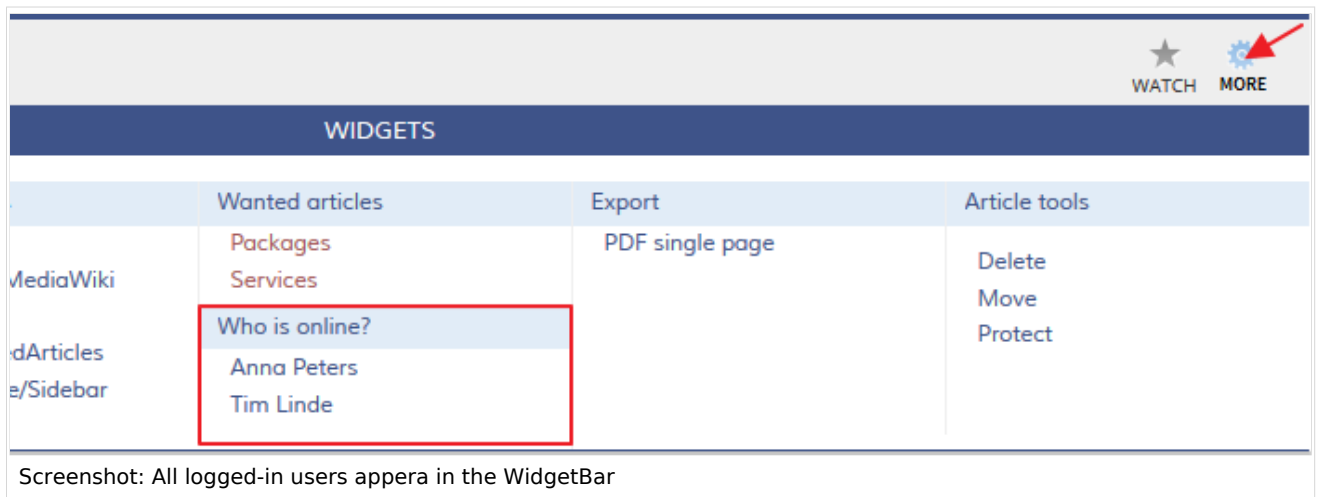 WATCH MORE
WIDGETS
Wanted articles
Packages
Services
Who is online?
Anna Peters
Tim Linde
Export
PDF single page
Article tools
Delete
Move
Protect
MediaWiki
edArticles
e/Sidebar
Screenshot: All logged-in users appera in the WidgetBar